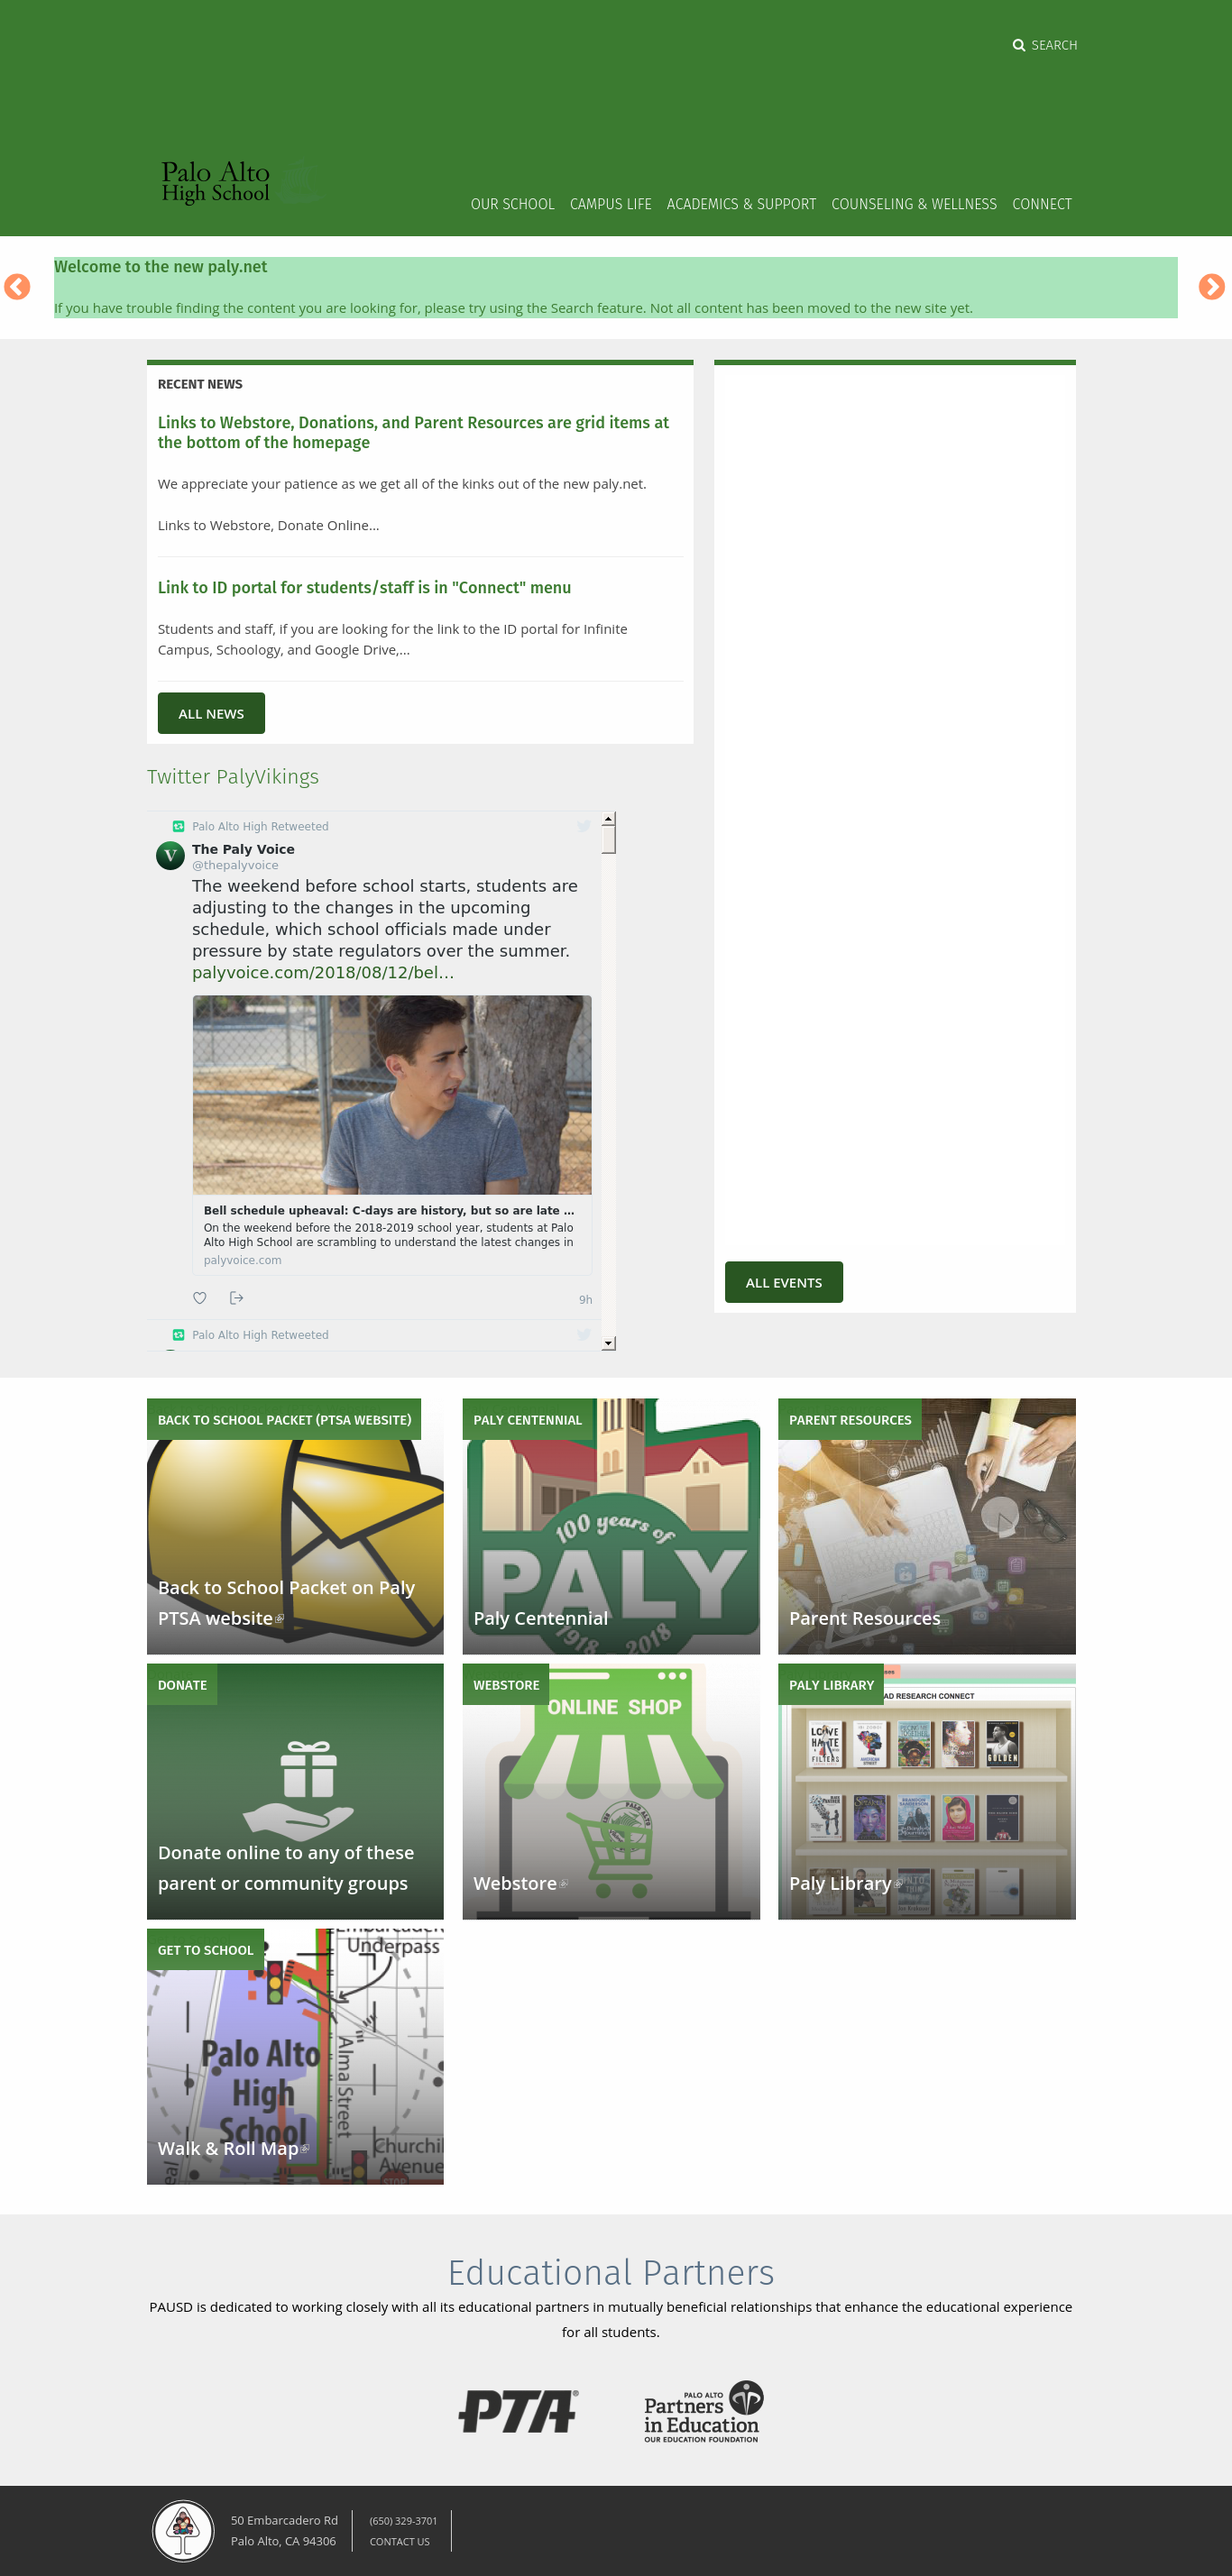 SEARCH
Palo Alto
High School
OUR SCHOOL CAMPUS LIFE ACADEMICS & SUPPORT COUNSELING & WELLNESS CONNECT
Welcome to the new paly.net
If you have trouble finding the content you are looking for, please try using the Search feature. Not all content has been moved to the new site yet.
RECENT NEWS
Links to Webstore, Donations, and Parent Resources are grid items at
the bottom of the homepage
We appreciate your patience as we get all of the kinks out of the new paly.net.
Links to Webstore, Donate Online...
Link to ID portal for students/staff is in "Connect" menu
Students and staff, if you are looking for the link to the ID portal for Infinite
Campus, Schoology, and Google Drive,...
ALL NEWS
Twitter PalyVikings
Palo Alto High Retweeted
V
The Paly Voice
@thepalyvoice
The weekend before school starts, students are
adjusting to the changes in the upcoming
schedule, which school officials made under
pressure by state regulators over the summer.
palyvoice.com/2018/08/12/bel…
Bell schedule upheaval: C-days are history, but so are late ...
On the weekend before the 2018-2019 school year, students at Palo
Alto High School are scrambling to understand the latest changes in
palyvoice.com
9h
Palo Alto High Retweeted
ALL EVENTS
BACK TO SCHOOL PACKET (PTSA WEBSITE)
Back to School Packet on Paly
PTSA website
PALY CENTENNIAL
100 years of
PALY
1918 2018
Paly Centennial
PARENT RESOURCES
Parent Resources
DONATE
Donate online to any of these
parent or community groups
WEBSTORE
ONLINE SHOP
PALO ALTO
Webstore
PALY LIBRARY
AD RESEARCH CONNECT
LOVE
HATE
FILTERS
AMERICAN
STREET
GOLDEN
Paly Library
GET TO SCHOOL
Embarcadero
Underpass
Palo Alto
High
School
Alma Street
Churchil
Avenue
STOP
Walk & Roll Map
Educational Partners
PAUSD is dedicated to working closely with all its educational partners in mutually beneficial relationships that enhance the educational experience
for all students.
PTA®
PALO ALTO
Partners
in Education
OUR EDUCATION FOUNDATION
50 Embarcadero Rd
Palo Alto, CA 94306
(650) 329-3701
CONTACT US